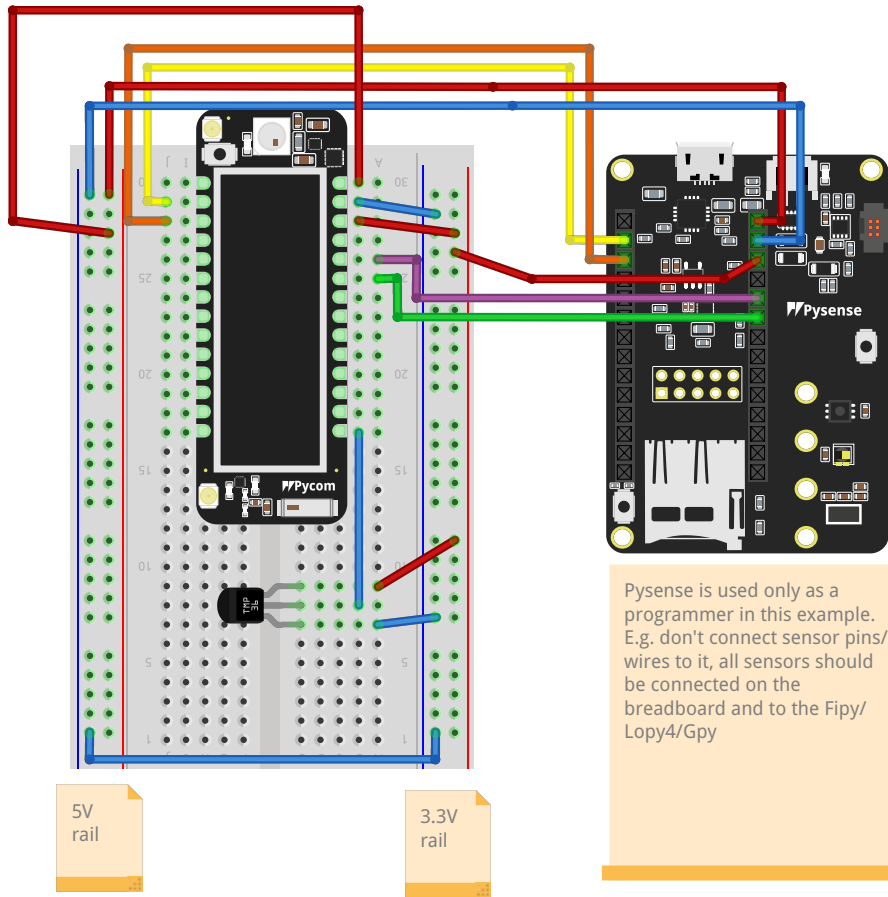 J
I
A
30
30
25
20
20
15
15
10
10
5
5
1
1
Pycom
TMP
36
Pysense
Pysense is used only as a
programmer in this example.
E.g. don't connect sensor pins/
wires to it, all sensors should
be connected on the
breadboard and to the Fipy/
Lopy4/Gpy
5V
rail
3.3V
rail